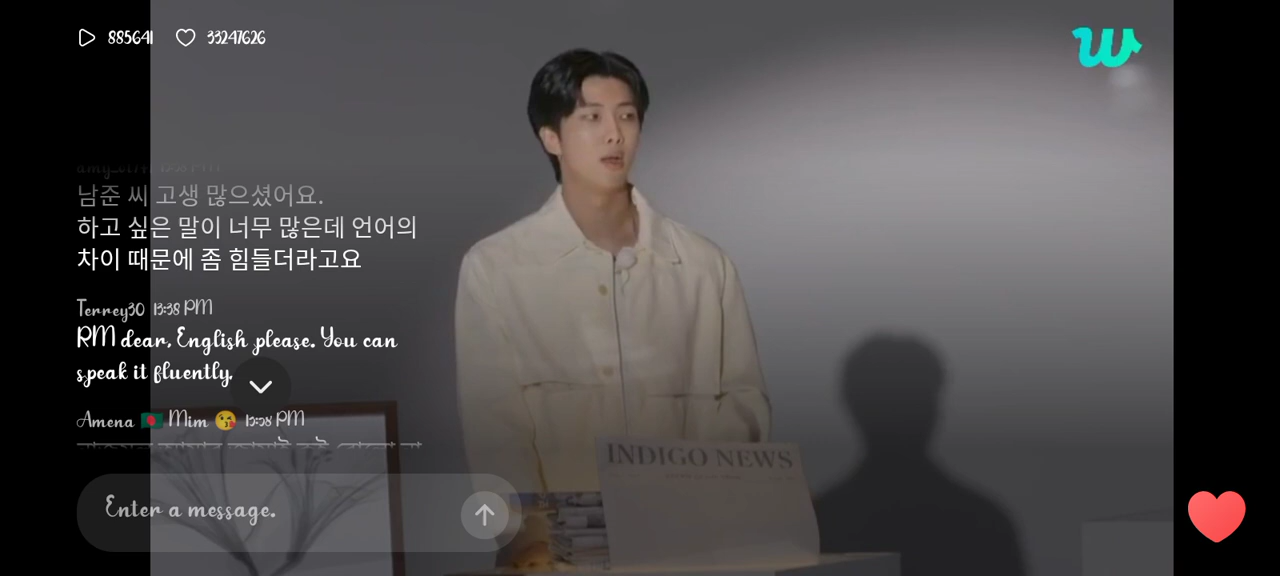 885641
33247626
W
남준 씨 고생 많으셨어요.
하고 싶은 말이 너무 많은데 언어의
차이 때문에 좀 힘들더라고요
Terrey30 13:38 PM
RM dear, English please. You can
speak it fluently.
Amena 🇧🇩 Mim 😘 13:38 PM
INDIGO NEWS
Enter a message.